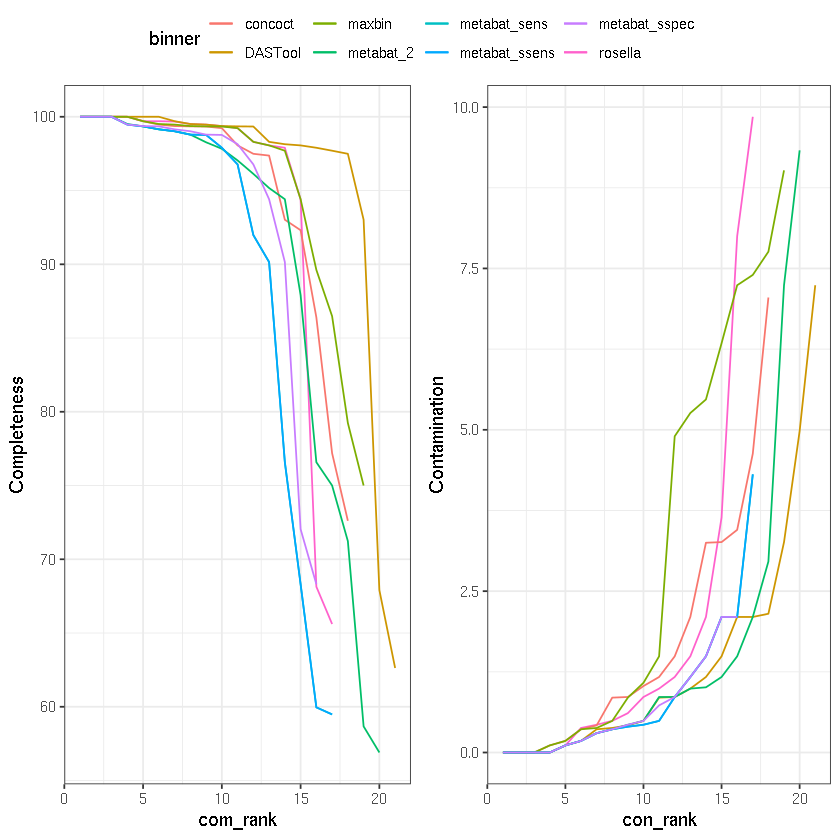 binner
concoct maxbin metabat_sens metabat_sspec
DASTool metabat_2 metabat_ssens rosella
Completeness
100
90
80
70
60
0 5 10 15 20
com_rank
Contamination
10.0
7.5
5.0
2.5
0.0
0 5 10 15 20
con_rank